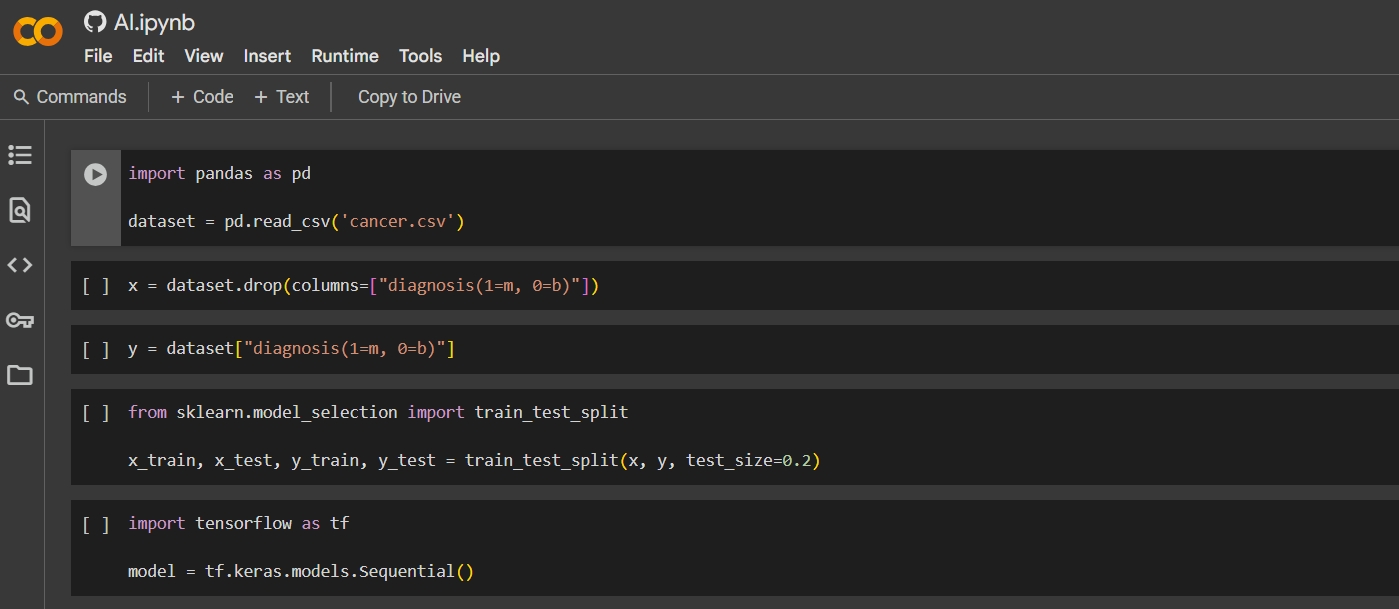 AI.ipynb
File Edit View Insert Runtime Tools Help
Commands + Code + Text Copy to Drive
import pandas as pd
dataset = pd.read_csv('cancer.csv')
[ ] x = dataset.drop(columns=["diagnosis(1=m, 0=b)"])
[ ] y = dataset["diagnosis(1=m, 0=b)"]
[ ] from sklearn.model_selection import train_test_split
x_train, x_test, y_train, y_test = train_test_split(x, y, test_size=0.2)
[ ] import tensorflow as tf
model = tf.keras.models.Sequential()